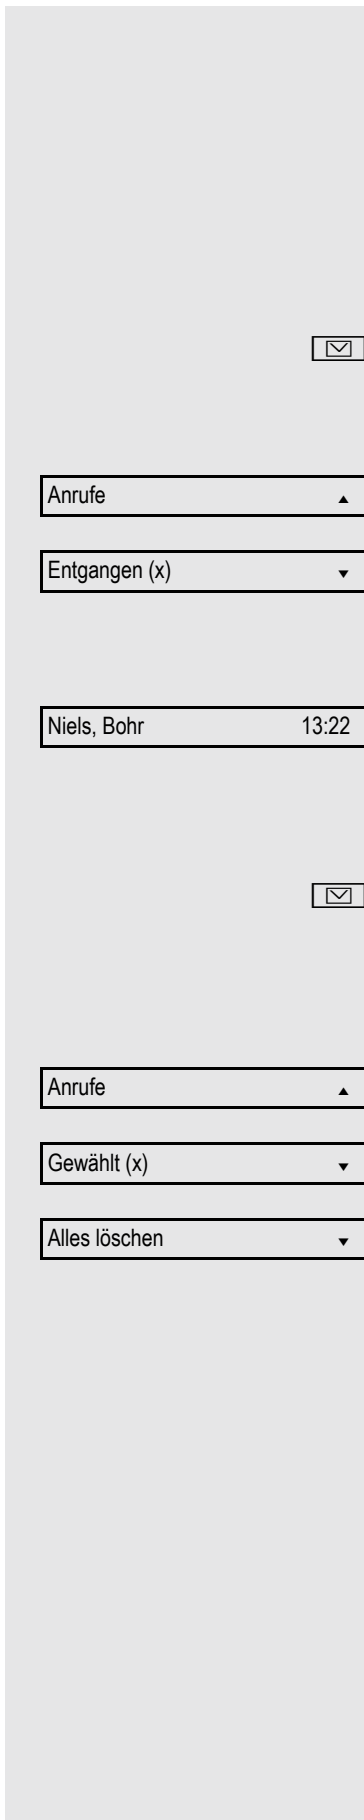 Anrufe
Entgangen (x)
Niels, Bohr 13:22
Anrufe
Gewählt (x)
Alles löschen